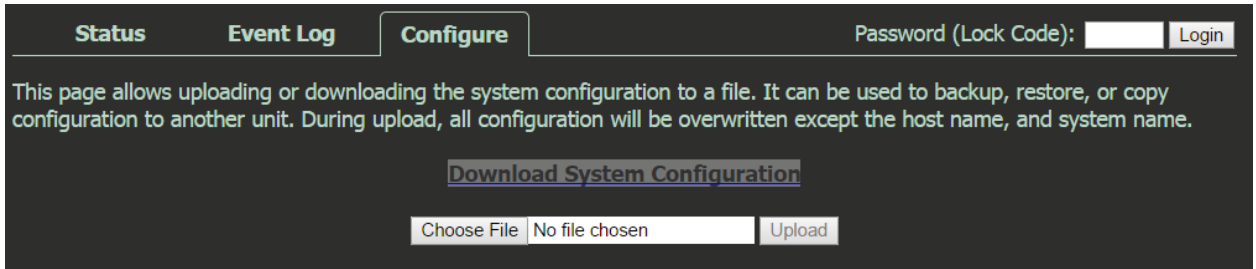 Status Event Log Configure Password (Lock Code): Login
This page allows uploading or downloading the system configuration to a file. It can be used to backup, restore, or copy
configuration to another unit. During upload, all configuration will be overwritten except the host name, and system name.
Download System Configuration
Choose File No file chosen Upload